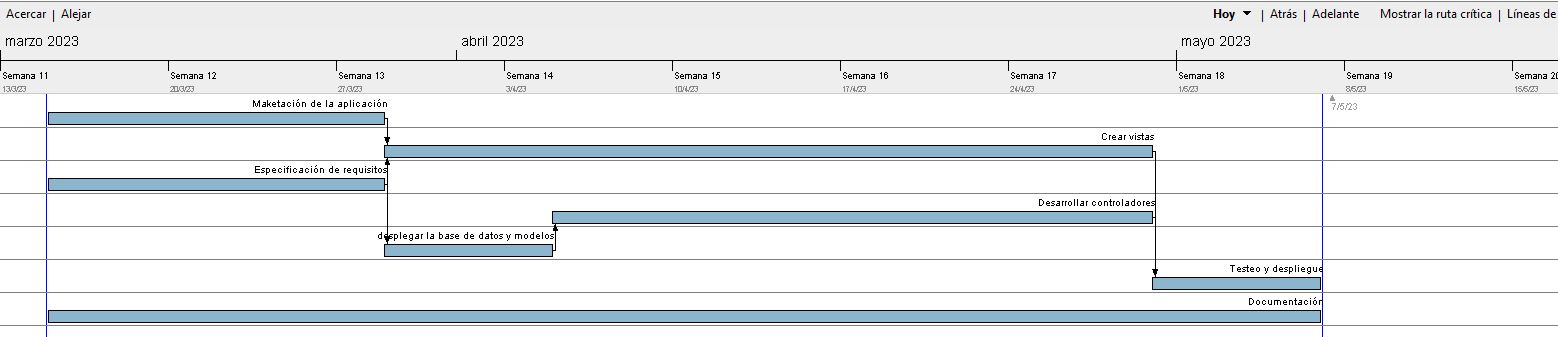 Acercar | Alejar
Hoy | Atrás | Adelante Mostrar la ruta crítica | Líneas de
marzo 2023 abril 2023 mayo 2023
Semana 11 Semana 12 Semana 13 Semana 14 Semana 15 Semana 16 Semana 17 Semana 18 Semana 19 Semana 20
13/3/23 20/3/23 27/3/23 3/4/23 10/4/23 17/4/23 24/4/23 1/5/23 8/5/23 15/5/23
7/5/23
Maketación de la aplicación
Crear vistas
Especificación de requisitos
Desarrollar controladores
desplegar la base de datos y modelos
Testeo y despliegue
Documentación